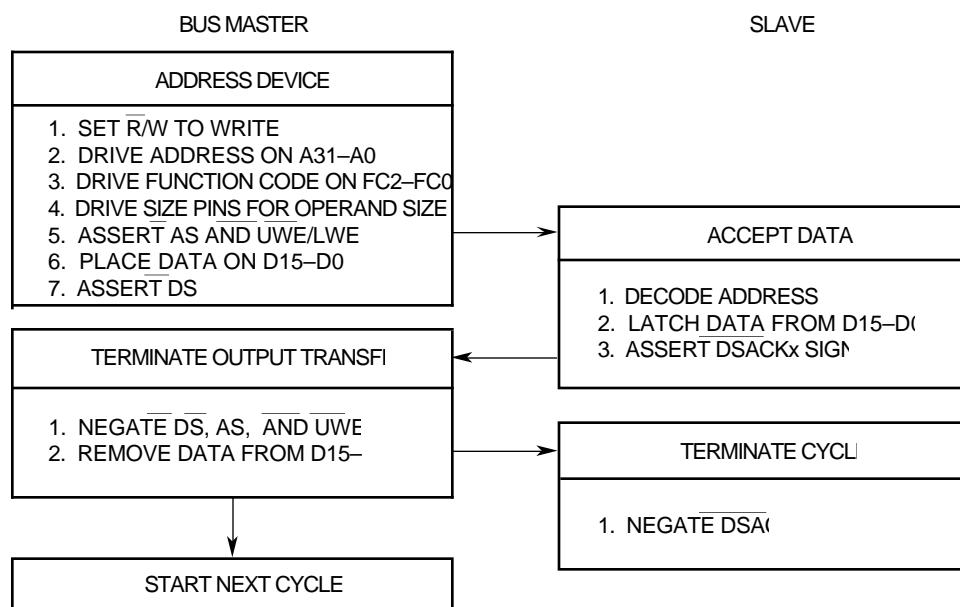 BUS MASTER
SLAVE
ADDRESS DEVICE
1. SET R/W TO WRITE
2. DRIVE ADDRESS ON A31–A0
3. DRIVE FUNCTION CODE ON FC2–FC0
4. DRIVE SIZE PINS FOR OPERAND SIZE
5. ASSERT AS AND UWE/LWE
6. PLACE DATA ON D15–D0
7. ASSERT DS
ACCEPT DATA
1. DECODE ADDRESS
2. LATCH DATA FROM D15–D(
3. ASSERT DSACKx SIGN
TERMINATE OUTPUT TRANSFI
1. NEGATE DS, AS, AND UWE
2. REMOVE DATA FROM D15–
TERMINATE CYCL
1. NEGATE DSA(
START NEXT CYCLE